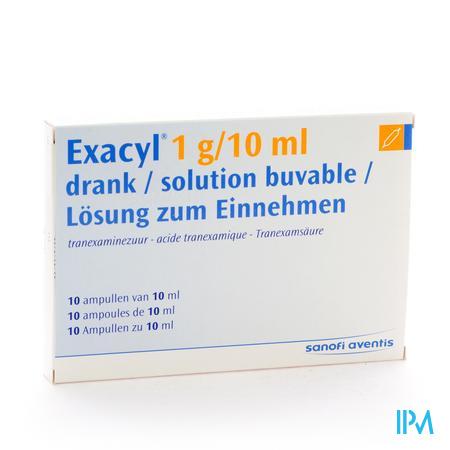 Exacyl® 1 g/10 ml
drank / solution buvable /
Lösung zum Einnehmen
tranexaminezuur - acide tranexamique - Tranexamsäure
10 ampullen van 10 ml
10 ampoules de 10 ml
10 Ampullen zu 10 ml
sanofi aventis
IPM